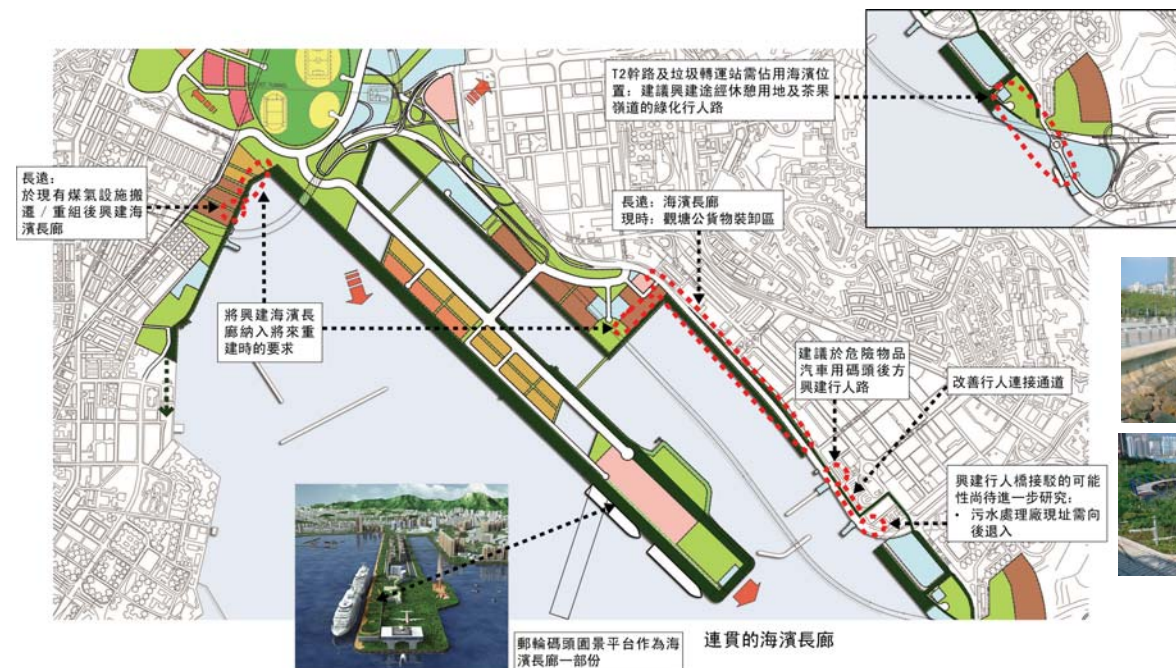 T2幹路及垃圾轉運站需佔用海濱位
置：建議興建途經休憩用地及茶果
嶺道的綠化行人路
長遠：
於現有煤氣設施搬
遷/重組後興建海
濱長廊
長遠：海濱長廊
現時：觀塘公貨物裝卸區
將興建海濱長
廊納入將來重
建時的要求
建議於危險物品
汽車用碼頭後方
興建行人路
改善行人連接通道
興建行人橋接駁的可能
性尚待進一步研究：
• 污水處理廠現址需向
後退入
郵輪碼頭園景平台作為海
濱長廊一部份
連貫的海濱長廊